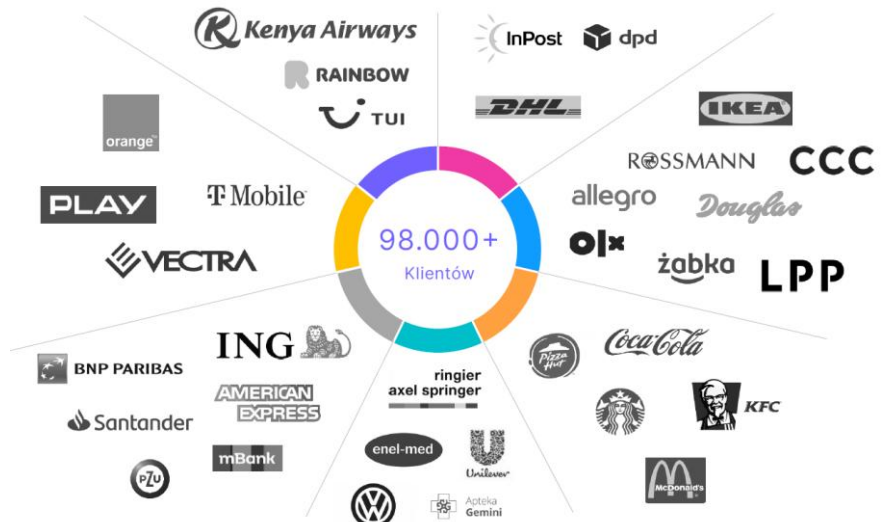 Kenya Airways
RAINBOW
TUI
InPost
dpd
DHL
orange™
PLAY
T Mobile
VECTRA
IKEA
ROSSMANN
CCC
allegro
Douglas
olx
żabka
LPP
98.000+
Klientów
BNP PARIBAS
ING
AMERICAN
EXPRESS
Santander
mBank
PZU
ringier
axel springer
enel-med
Unilever
VW
Apteka
Gemini
Pizza
Hut
Coca-Cola
KFC
McDonald's